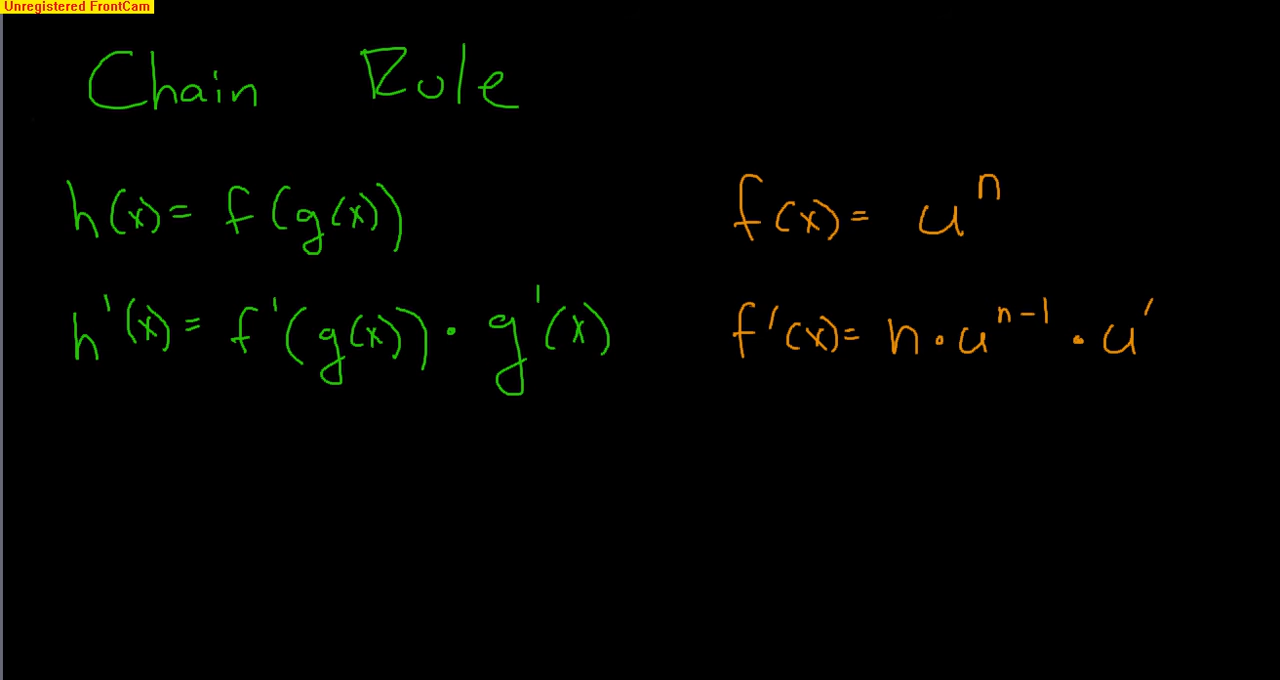 Unregistered FrontCam
Chain Rule
h(x) = f(g(x))
h'(x) = f'(g(x)) · g'(x)
f(x) = u^n
f'(x) = n · u^{n-1} · u'